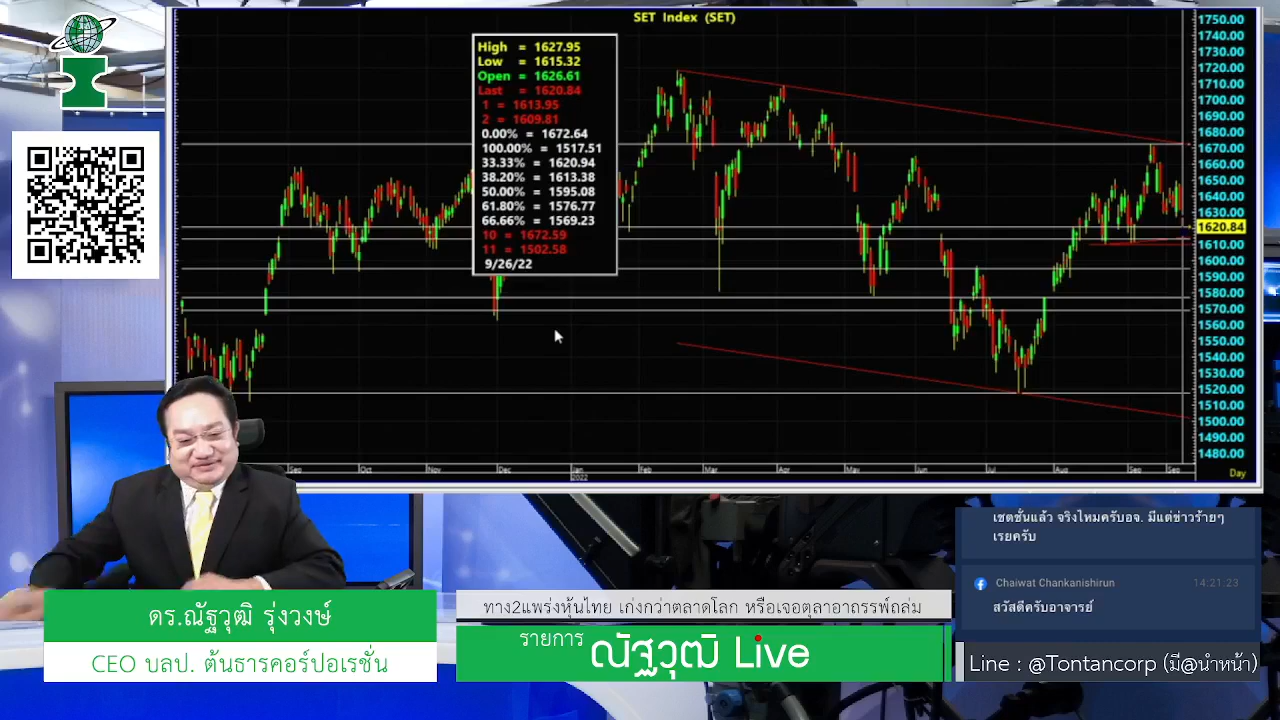 SET Index (SET)
High = 1627.95
Low = 1615.32
Open = 1626.61
Last = 1620.84
1 = 1613.95
2 = 1609.81
0.00% = 1672.64
100.00% = 1517.51
33.33% = 1620.94
38.20% = 1613.38
50.00% = 1595.08
61.80% = 1576.77
66.66% = 1569.23
10 = 1672.59
11 = 1502.58
9/26/22
1750.00
1740.00
1730.00
1720.00
1710.00
1700.00
1690.00
1680.00
1670.00
1660.00
1650.00
1640.00
1630.00
1620.84
1610.00
1600.00
1590.00
1580.00
1570.00
1560.00
1550.00
1540.00
1530.00
1520.00
1510.00
1500.00
1490.00
1480.00
Sep Oct Nov Dec Jan Feb Mar Apr May Jun Jul Aug Sep Sep
2022
Day
เซตชั่นแล้ว จริงไหมครับอจ. มีแต่ข่าวร้ายๆ
เรยครับ
Chaiwat Chankanishirun 14:21:23
สวัสดีครับอาจารย์
ดร.ณัฐวุฒิ รุ่งวงษ์
CEO บลป. ต้นธารคอร์ปอเรชั่น
ทาง2แพร่งหุ้นไทย เก่งกว่าตลาดโลก หรือเจอตุลาอาถรรพ์ถ่ม
รายการ ณัฐวุฒิ Live
Line : @Tontancorp (มี@นำหน้า)